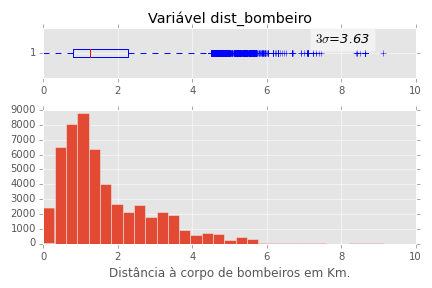 Variável dist_bombeiro
3σ=3.63
1
0 2 4 6 8 10
9000
8000
7000
6000
5000
4000
3000
2000
1000
0
0 2 4 6 8 10
Distância à corpo de bombeiros em Km.